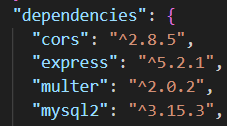 "dependencies": {
"cors": "^2.8.5",
"express": "^5.2.1",
"multer": "^2.0.2",
"mysql2": "^3.15.3",